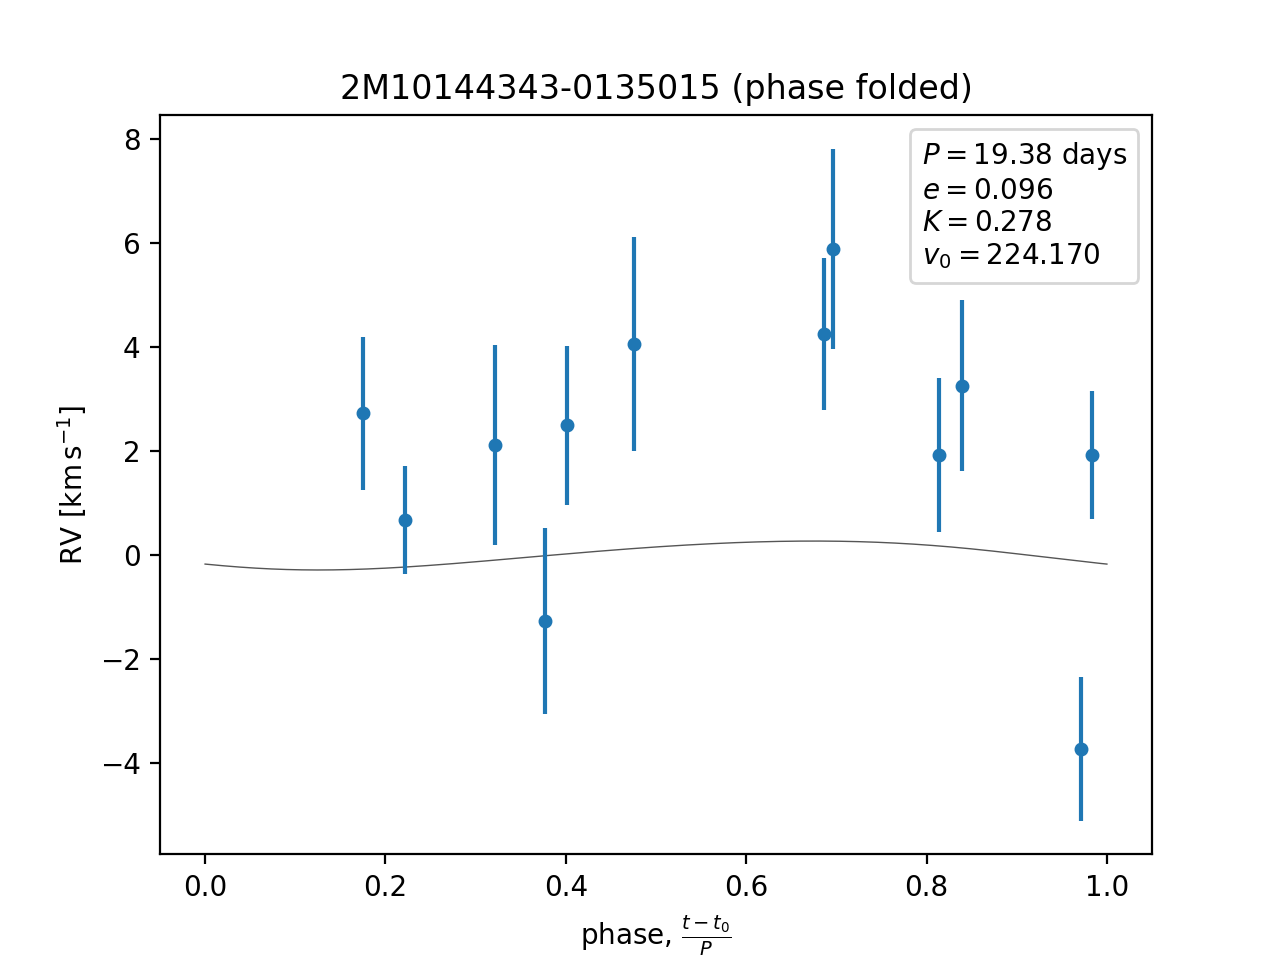 2M10144343-0135015 (phase folded)
P = 19.38 days
e = 0.096
K = 0.278
v₀ = 224.170
RV [km s⁻¹]
8
6
4
2
0
−2
−4
0.0 0.2 0.4 0.6 0.8 1.0
phase, (t − t₀)/P